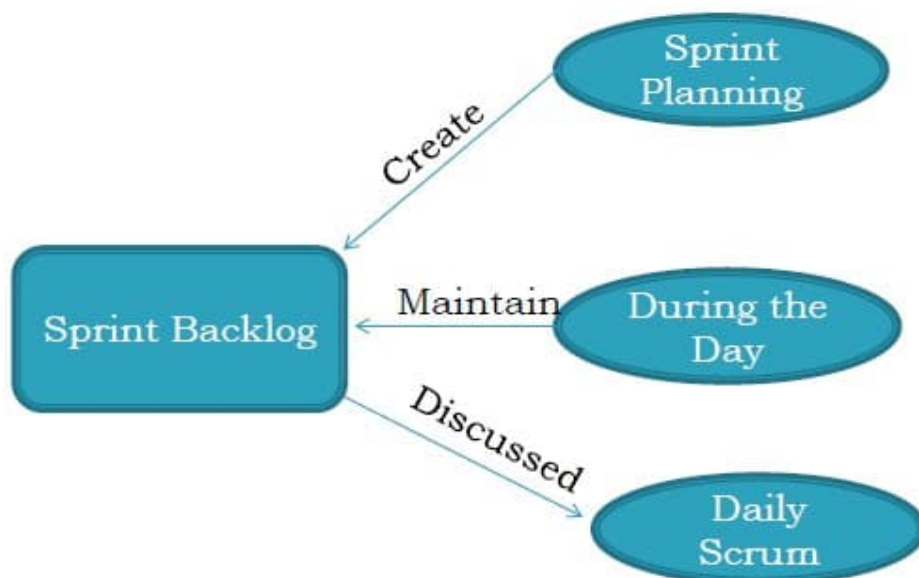 Sprint
Planning
Create
Sprint Backlog
Maintain
During the
Day
Discussed
Daily
Scrum